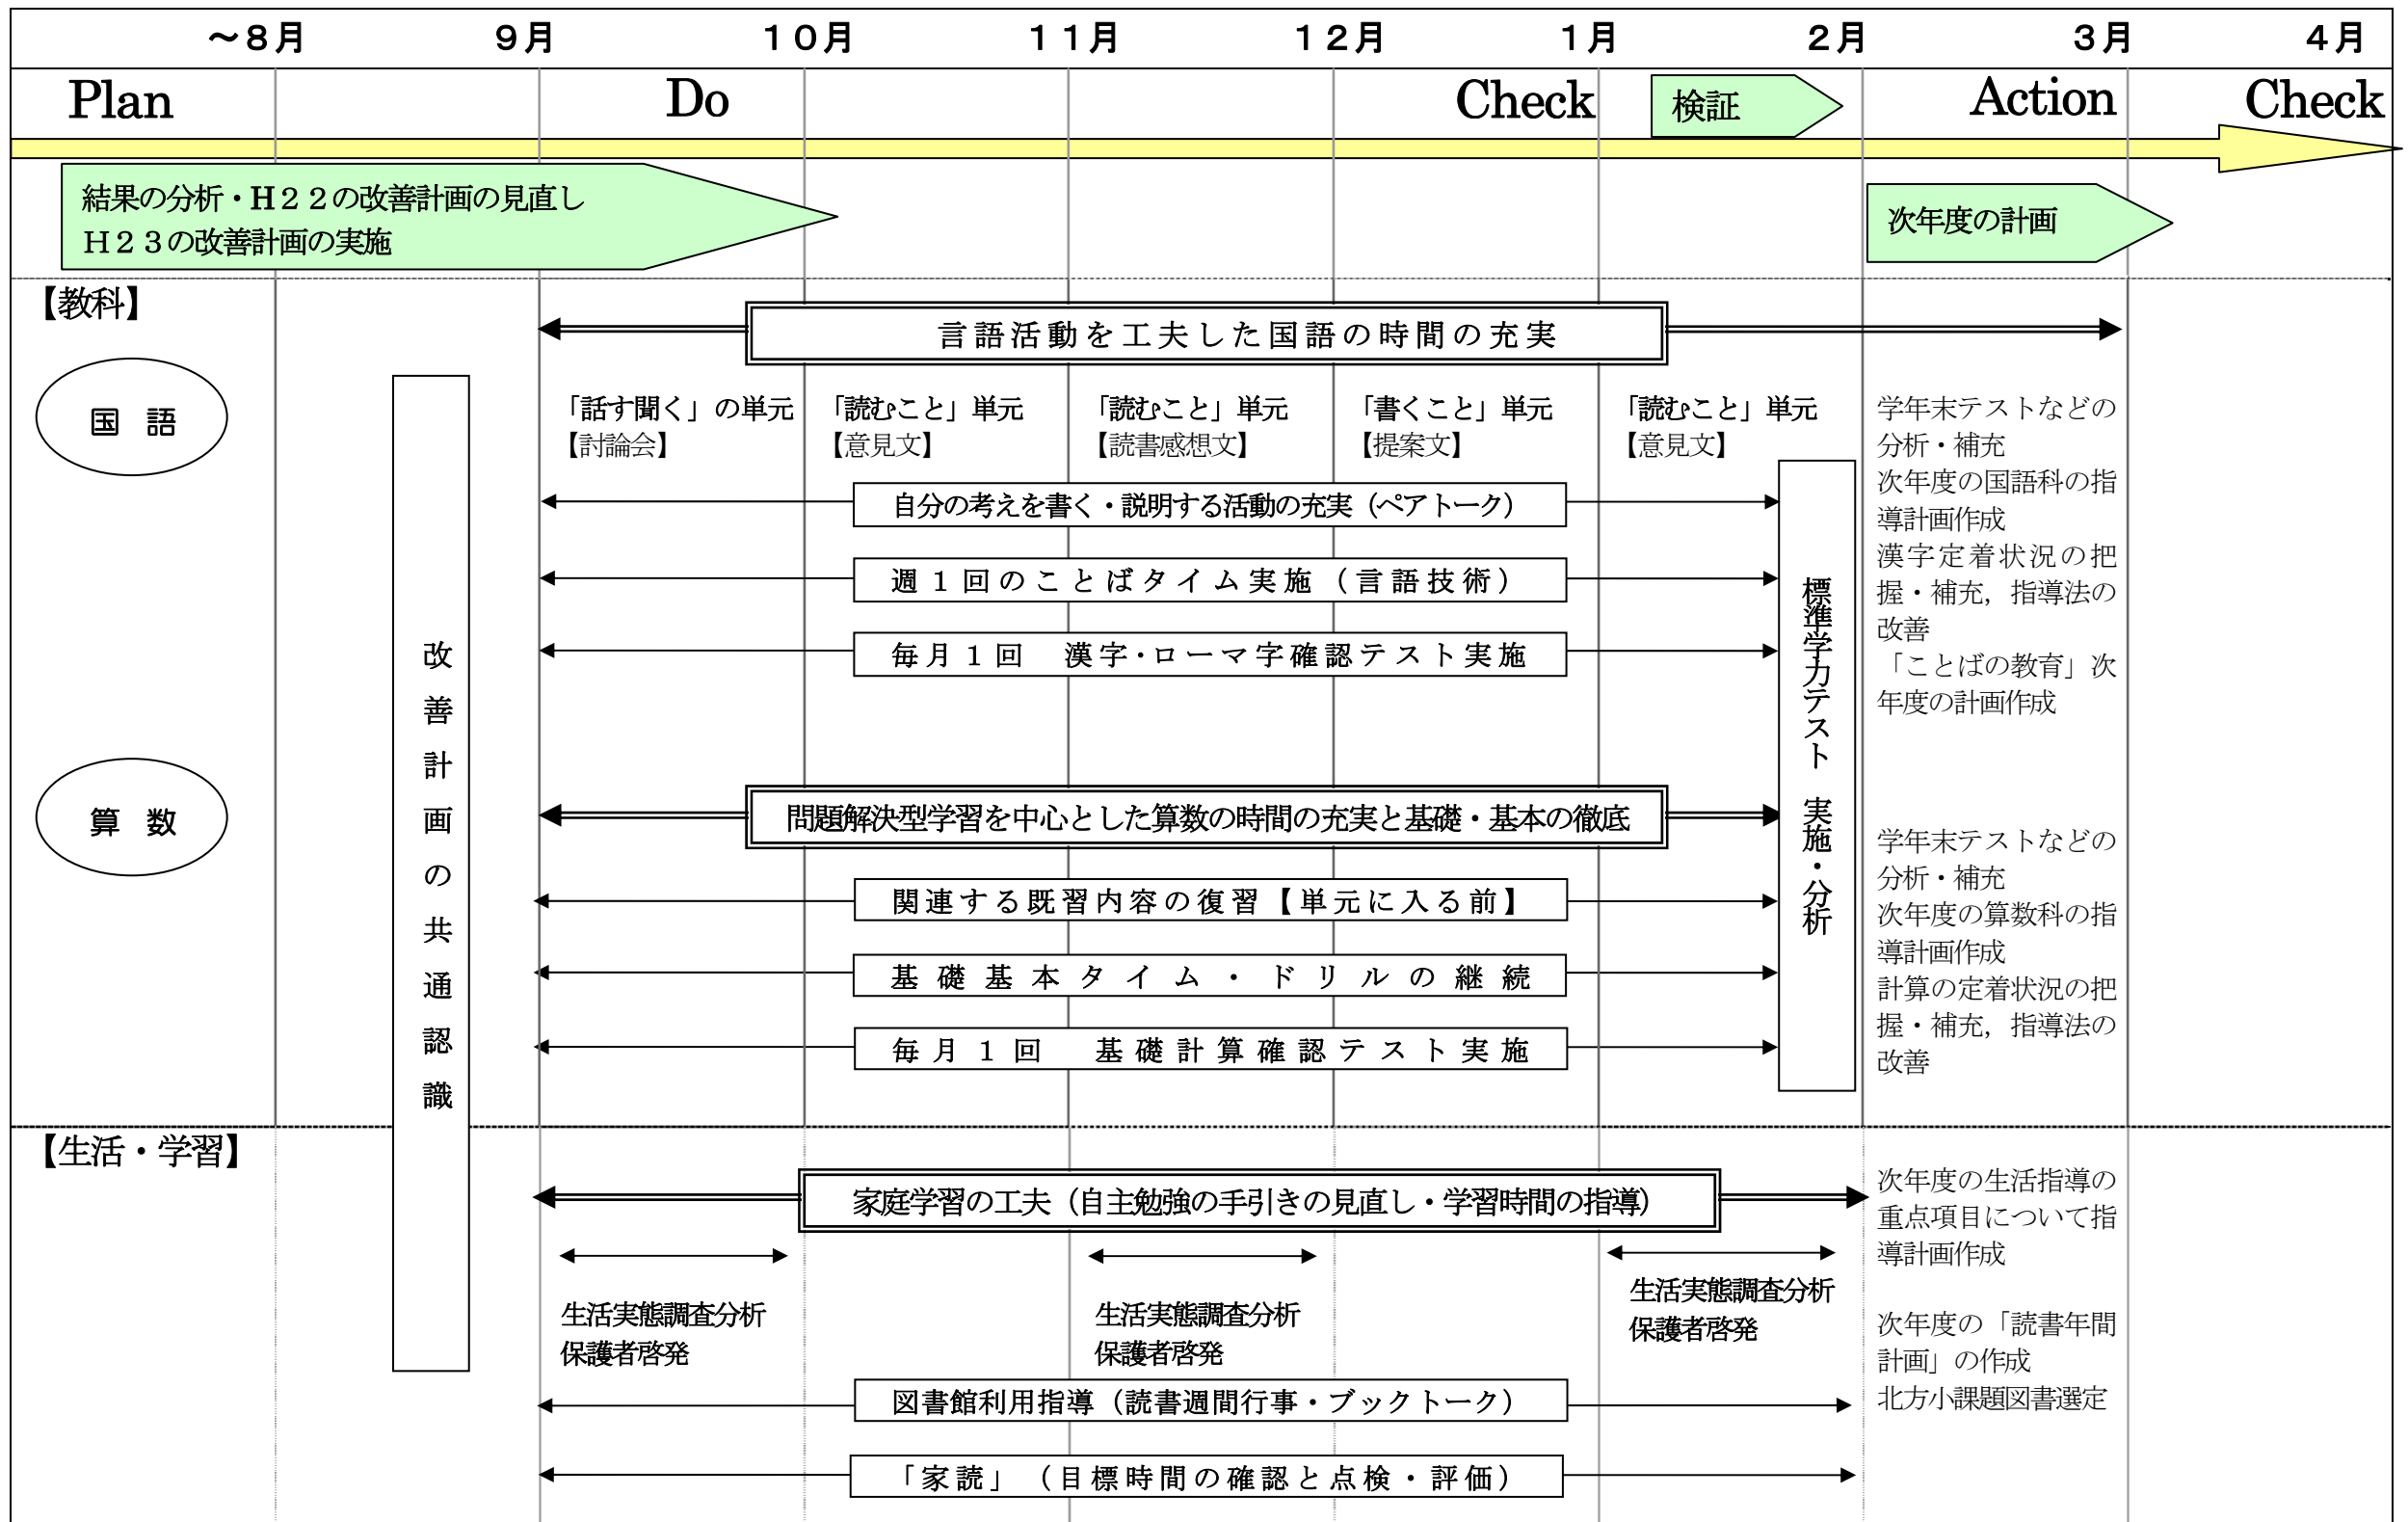 ～８月
９月
１０月
１１月
１２月
１月
２月
３月
４月
Plan
Do
Check
検証
Action
Check
結果の分析・H２２の改善計画の見直し
Ｈ２３の改善計画の実施
次年度の計画
【教科】
言語活動を工夫した国語の時間の充実
国　語
「話す聞く」の単元
【討論会】
「読むこと」単元
【意見文】
「読むこと」単元
【読書感想文】
「書くこと」単元
【提案文】
「読むこと」単元
【意見文】
自分の考えを書く・説明する活動の充実（ペアトーク）
週１回のことばタイム実施（言語技術）
毎月１回　漢字・ローマ字確認テスト実施
学年末テストなどの
分析・補充
次年度の国語科の指
導計画作成
漢字定着状況の把
握・補充，指導法の
改善
「ことばの教育」次
年度の計画作成
改善計画の共通認識
標準学力テスト　実施・分析
算　数
問題解決型学習を中心とした算数の時間の充実と基礎・基本の徹底
関連する既習内容の復習【単元に入る前】
基礎基本タイム・ドリルの継続
毎月１回　基礎計算確認テスト実施
学年末テストなどの
分析・補充
次年度の算数科の指
導計画作成
計算の定着状況の把
握・補充，指導法の
改善
【生活・学習】
家庭学習の工夫（自主勉強の手引きの見直し・学習時間の指導）
生活実態調査分析
保護者啓発
生活実態調査分析
保護者啓発
生活実態調査分析
保護者啓発
図書館利用指導（読書週間行事・ブックトーク）
「家読」（目標時間の確認と点検・評価）
次年度の生活指導の
重点項目について指
導計画作成
次年度の「読書年間
計画」の作成
北方小課題図書選定